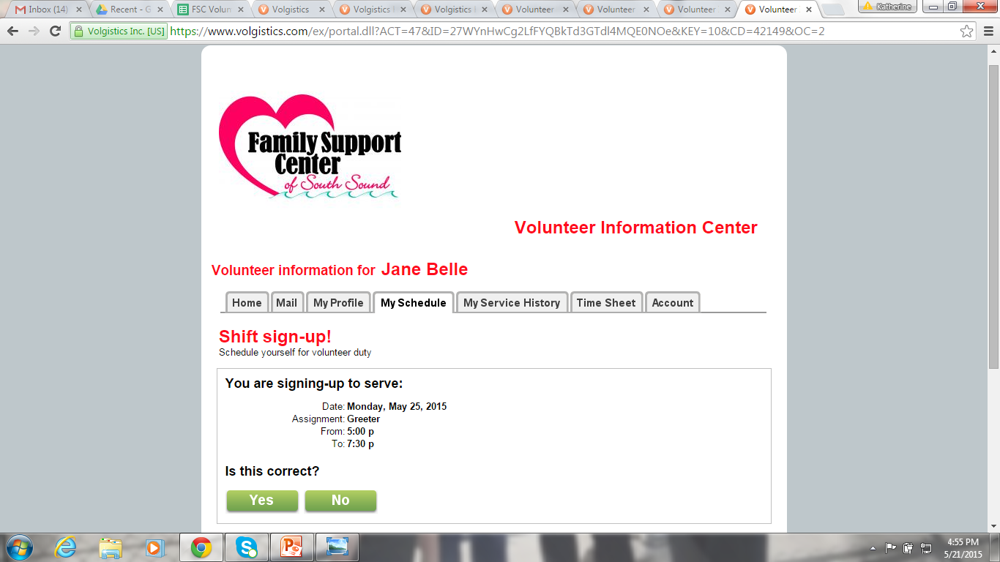 Inbox (14)
Recent - G
FSC Volun
Volgistics
Volgistics
Volgistics
Volunteer
Volunteer
Volunteer
Volunteer
Katherine
Volgistics Inc. [US]
https://www.volgistics.com/ex/portal.dll?ACT=47&ID=27WYnHwCg2LfFYQBkTd3GTdl4MQE0NOe&KEY=10&CD=42149&OC=2
Family Support
Center
of South Sound
Volunteer Information Center
Volunteer information for Jane Belle
Home Mail My Profile My Schedule My Service History Time Sheet Account
Shift sign-up!
Schedule yourself for volunteer duty
You are signing-up to serve:
Date: Monday, May 25, 2015
Assignment: Greeter
From: 5:00 p
To: 7:30 p
Is this correct?
Yes No
4:55 PM
5/21/2015